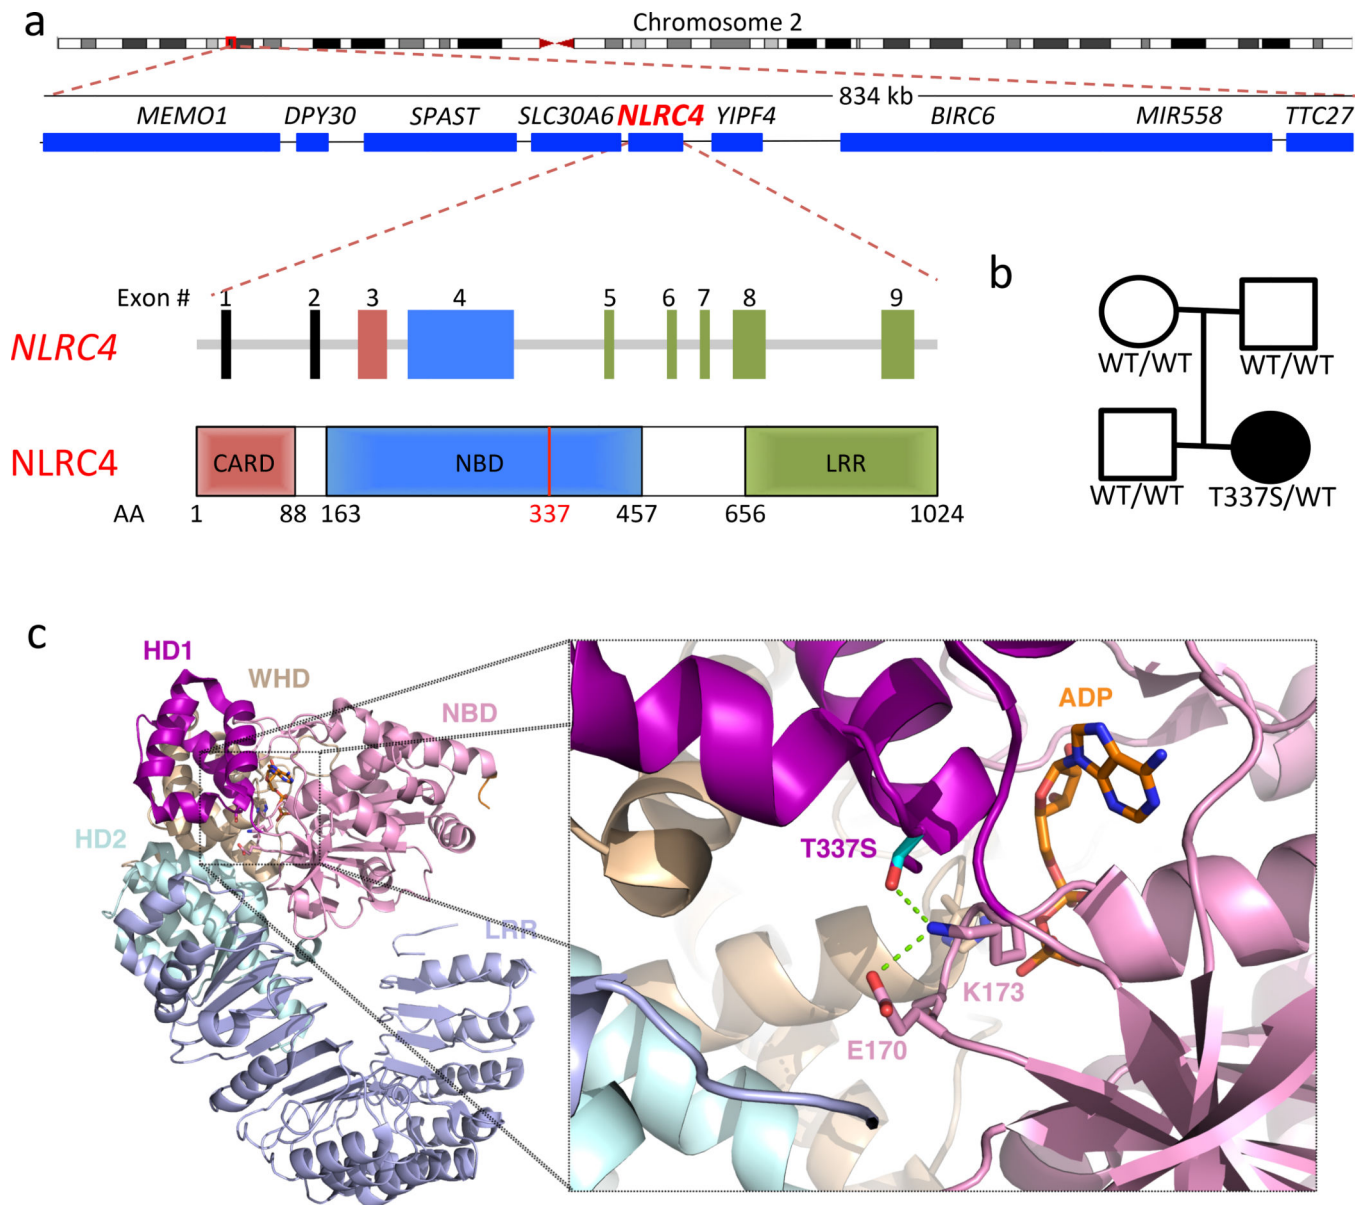 a
Chromosome 2
834 kb
MEMO1 DPY30 SPAST SLC30A6 NLRC4 YIPF4 BIRC6 MIR558 TTC27
Exon # 1 2 3 4 5 6 7 8 9
NLRC4
NLRC4 CARD NBD LRR
AA 1 88 163 337 457 656 1024
b
WT/WT WT/WT
WT/WT T337S/WT
c
HD1
WHD
NBD
HD2
LRR
ADP
T337S
K173
E170